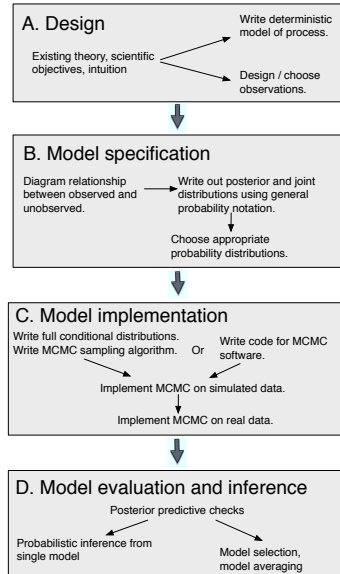 A. Design
Write deterministic
model of process.
Existing theory, scientific
objectives, intuition
Design / choose
observations.
B. Model specification
Diagram relationship
between observed and
unobserved.
Write out posterior and joint
distributions using general
probability notation.
Choose appropriate
probability distributions.
C. Model implementation
Write full conditional distributions.
Write MCMC sampling algorithm.
Or
Write code for MCMC
software.
Implement MCMC on simulated data.
Implement MCMC on real data.
D. Model evaluation and inference
Posterior predictive checks
Probabilistic inference from
single model
Model selection,
model averaging